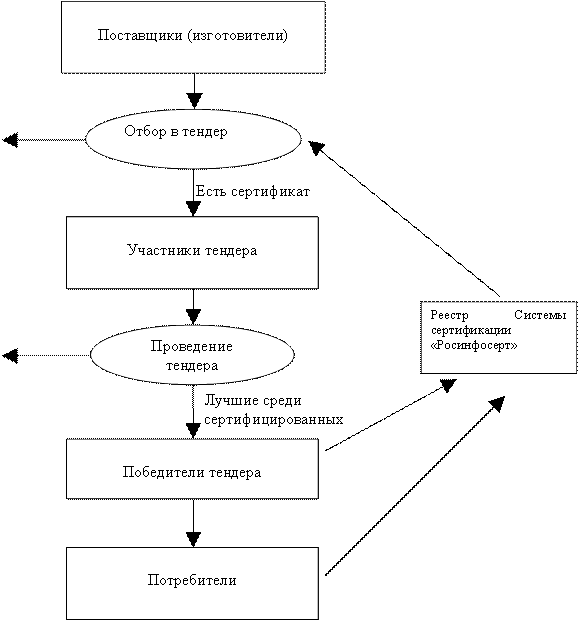 Поставщики (изготовители)
Отбор в тендер
Есть сертификат
Участники тендера
Реестр Системы
сертификации
«Росинфосерт»
Проведение
тендера
Лучшие среди
сертифицированных
Победители тендера
Потребители